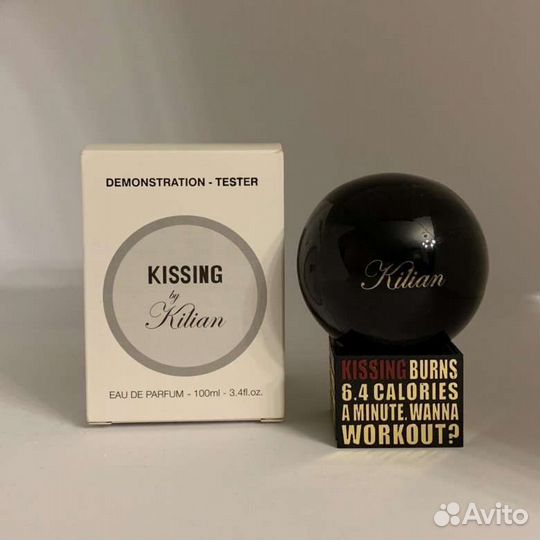 DEMONSTRATION - TESTER
KISSING
by
Kilian
EAU DE PARFUM - 100ml - 3.4fl.oz.
Kilian
KISSING BURNS
6.4 CALORIES
A MINUTE. WANNA
WORKOUT?
Avito